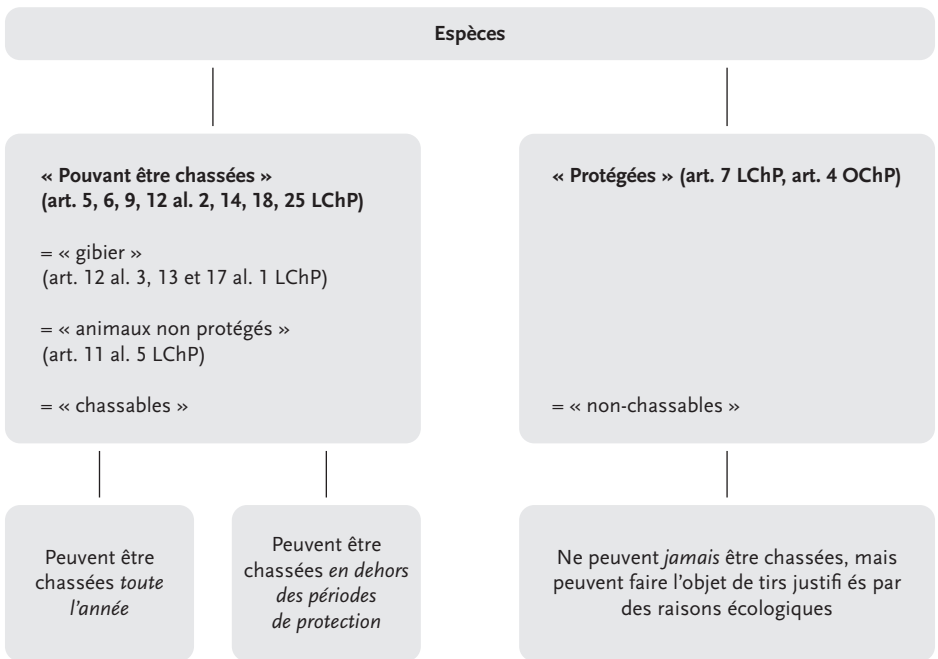 Espèces
« Pouvant être chassées »
(art. 5, 6, 9, 12 al. 2, 14, 18, 25 LChP)
= « gibier »
(art. 12 al. 3, 13 et 17 al. 1 LChP)
= « animaux non protégés »
(art. 11 al. 5 LChP)
= « chassables »
« Protégées » (art. 7 LChP, art. 4 OChP)
= « non-chassables »
Peuvent être
chassées toute
l’année
Peuvent être
chassées en dehors
des périodes
de protection
Ne peuvent jamais être chassées, mais
peuvent faire l’objet de tirs justifi és par
des raisons écologiques